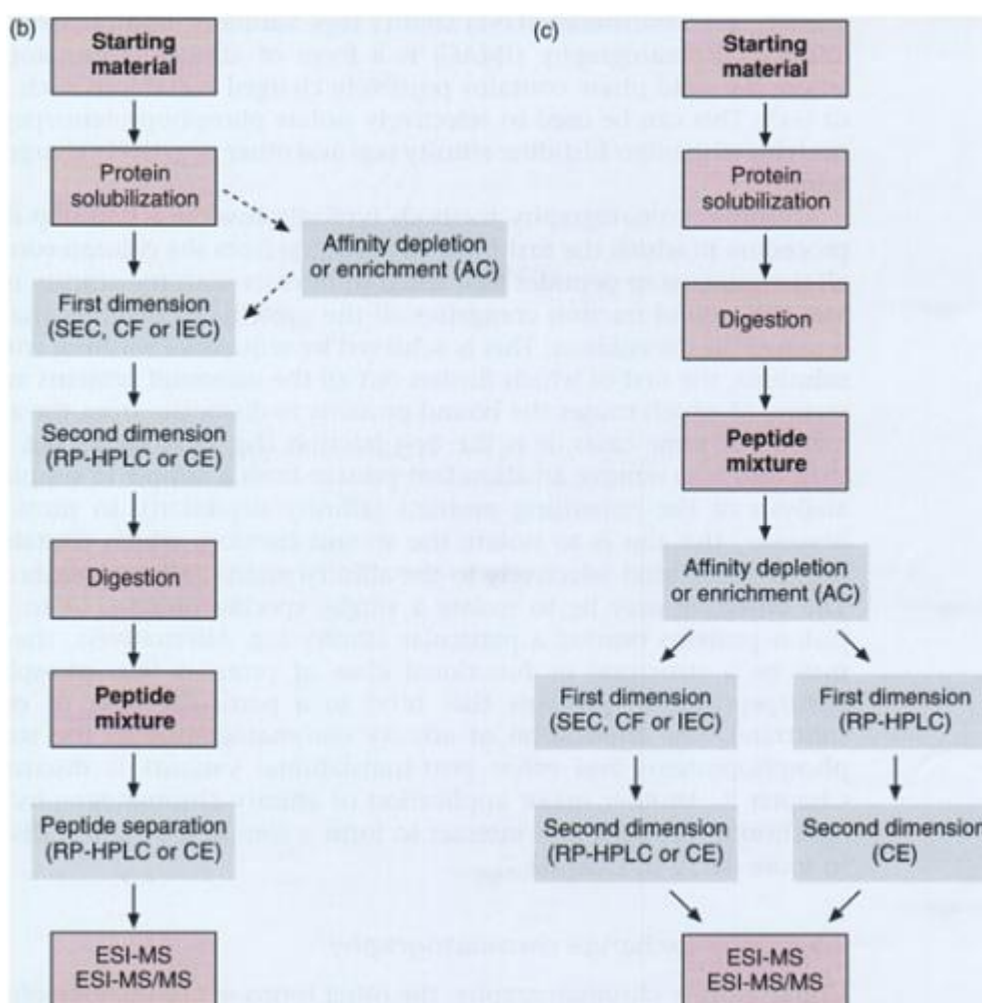 (b)
Starting
material
Protein
solubilization
Affinity depletion
or enrichment (AC)
First dimension
(SEC, CF or IEC)
Second dimension
(RP-HPLC or CE)
Digestion
Peptide
mixture
Peptide separation
(RP-HPLC or CE)
ESI-MS
ESI-MS/MS
(c)
Starting
material
Protein
solubilization
Digestion
Peptide
mixture
Affinity depletion
or enrichment (AC)
First dimension
(SEC, CF or IEC)
First dimension
(RP-HPLC)
Second dimension
(RP-HPLC or CE)
Second dimension
(CE)
ESI-MS
ESI-MS/MS